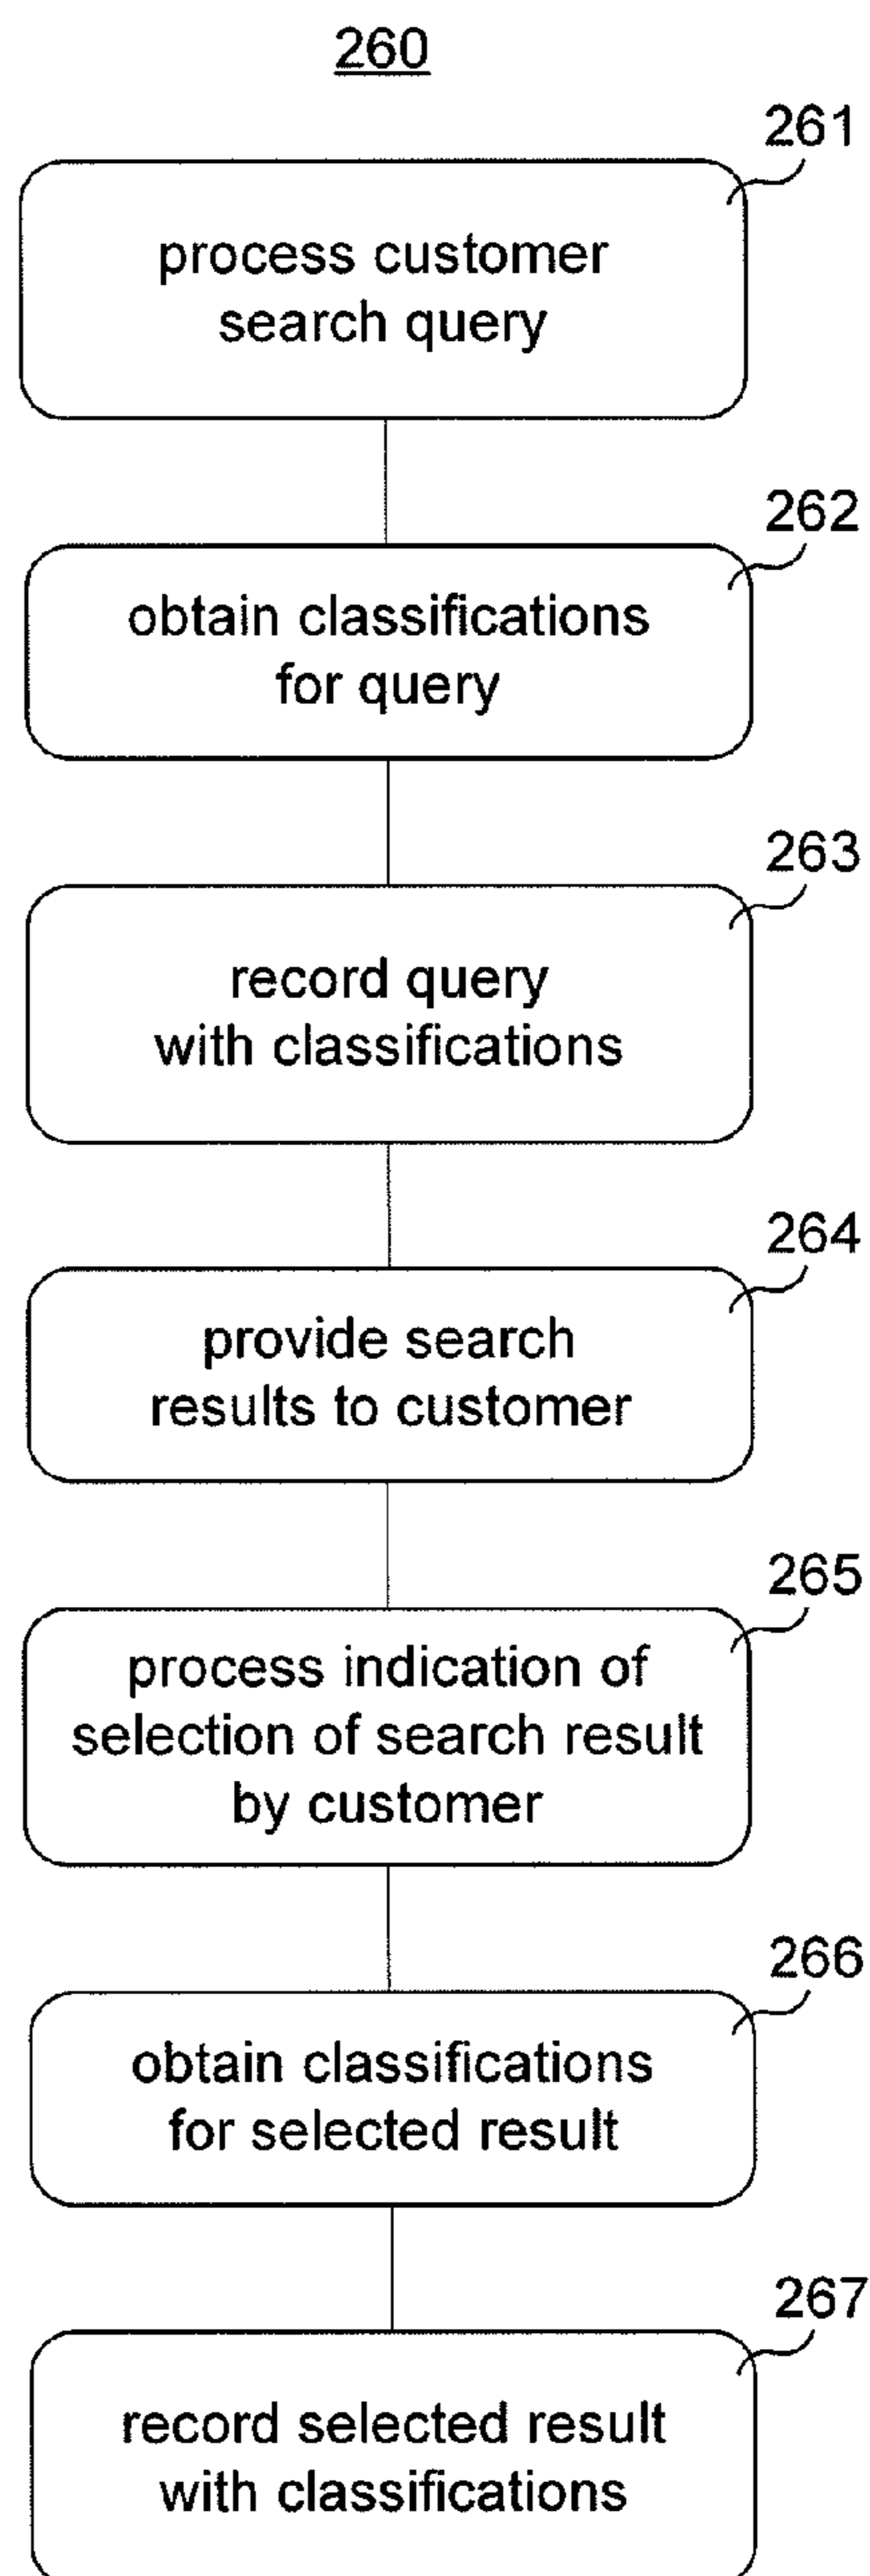 260
261
process customer
search query
262
obtain classifications
for query
263
record query
with classifications
264
provide search
results to customer
265
process indication of
selection of search result
by customer
266
obtain classifications
for selected result
267
record selected result
with classifications